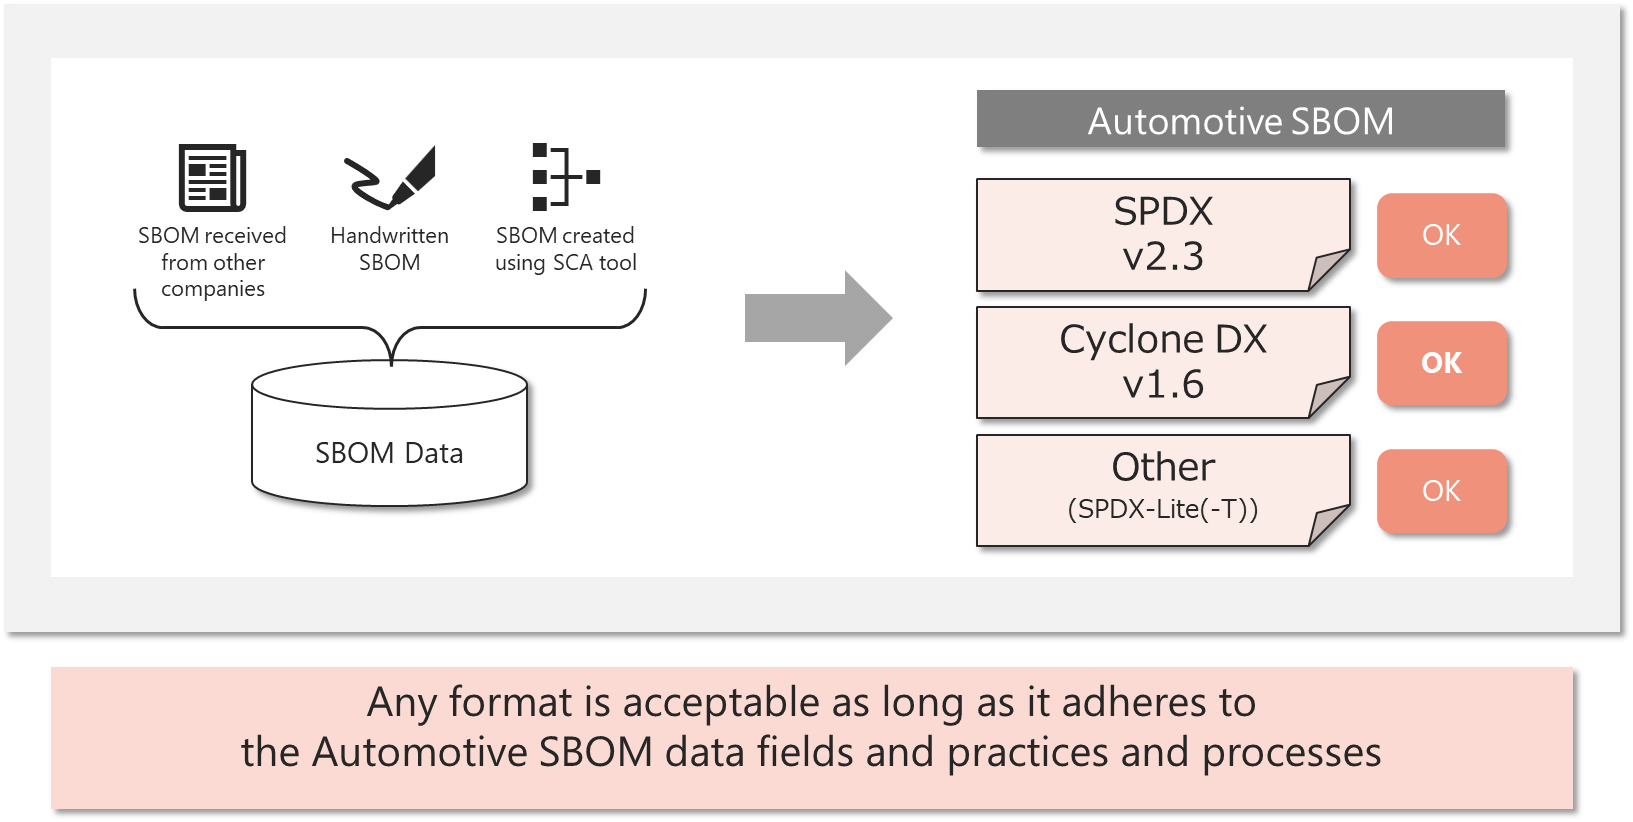 SBOM received
from other
companies
Handwritten
SBOM
SBOM created
using SCA tool
SBOM Data
Automotive SBOM
SPDX
v2.3
OK
Cyclone DX
v1.6
OK
Other
(SPDX-Lite(-T))
OK
Any format is acceptable as long as it adheres to
the Automotive SBOM data fields and practices and processes